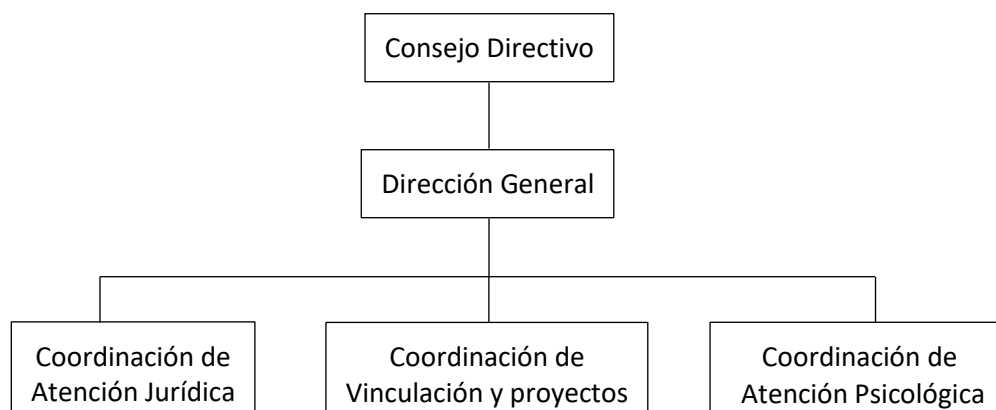 Consejo Directivo
Dirección General
Coordinación de
Atención Jurídica
Coordinación de
Vinculación y proyectos
Coordinación de
Atención Psicológica